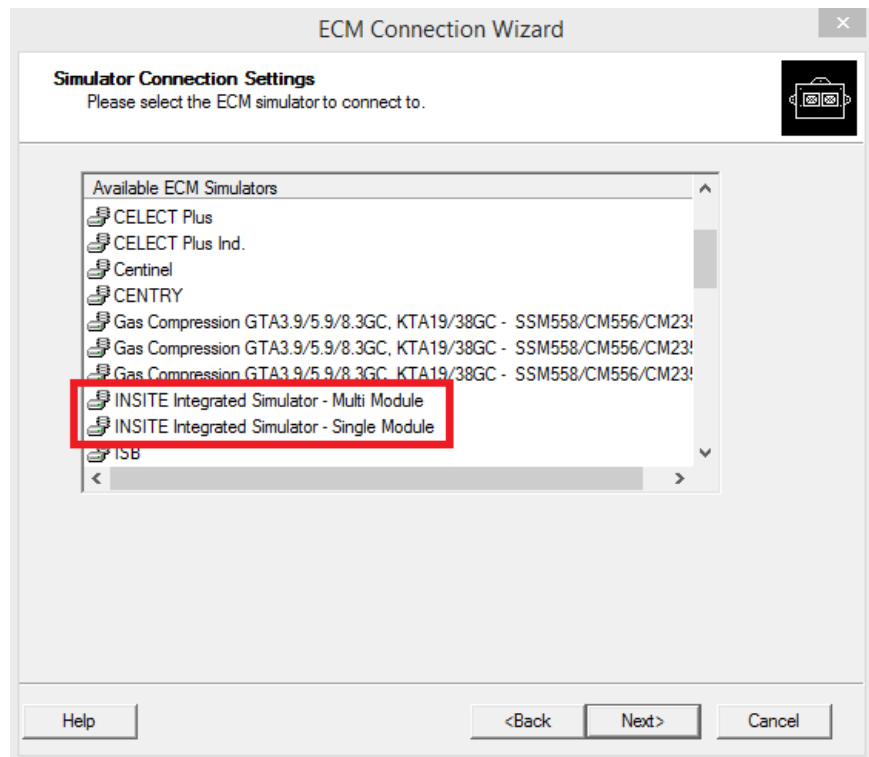 ECM Connection Wizard
Simulator Connection Settings
Please select the ECM simulator to connect to.
Available ECM Simulators
CELECT Plus
CELECT Plus Ind.
Centinel
CENTRY
Gas Compression GTA3.9/5.9/8.3GC, KTA19/38GC - SSM558/CM556/CM23
Gas Compression GTA3.9/5.9/8.3GC, KTA19/38GC - SSM558/CM556/CM23
Gas Compression GTA3.9/5.9/8.3GC, KTA19/38GC - SSM558/CM556/CM23
INSITE Integrated Simulator - Multi Module
INSITE Integrated Simulator - Single Module
ISB
Help
<Back
Next>
Cancel